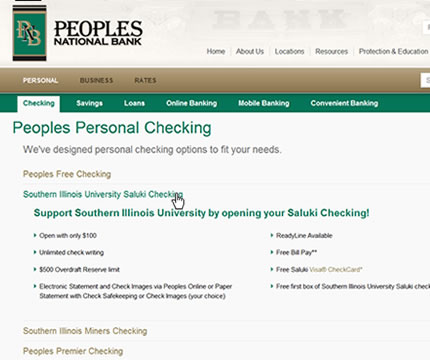 PNB PEOPLES
NATIONAL BANK
BANK
Home About Us Locations Resources Protection & Education
PERSONAL BUSINESS RATES
Checking Savings Loans Online Banking Mobile Banking Convenient Banking
Peoples Personal Checking
We've designed personal checking options to fit your needs.
Peoples Free Checking
Southern Illinois University Saluki Checking
Support Southern Illinois University by opening your Saluki Checking!
Open with only $100
Unlimited check writing
$500 Overdraft Reserve limit
Electronic Statement and Check Images via Peoples Online or Paper
Statement with Check Safekeeping or Check Images (your choice)
ReadyLine Available
Free Bill Pay**
Free Saluki Visa® CheckCard*
Free first box of Southern Illinois University Saluki
Southern Illinois Miners Checking
Peoples Premier Checking